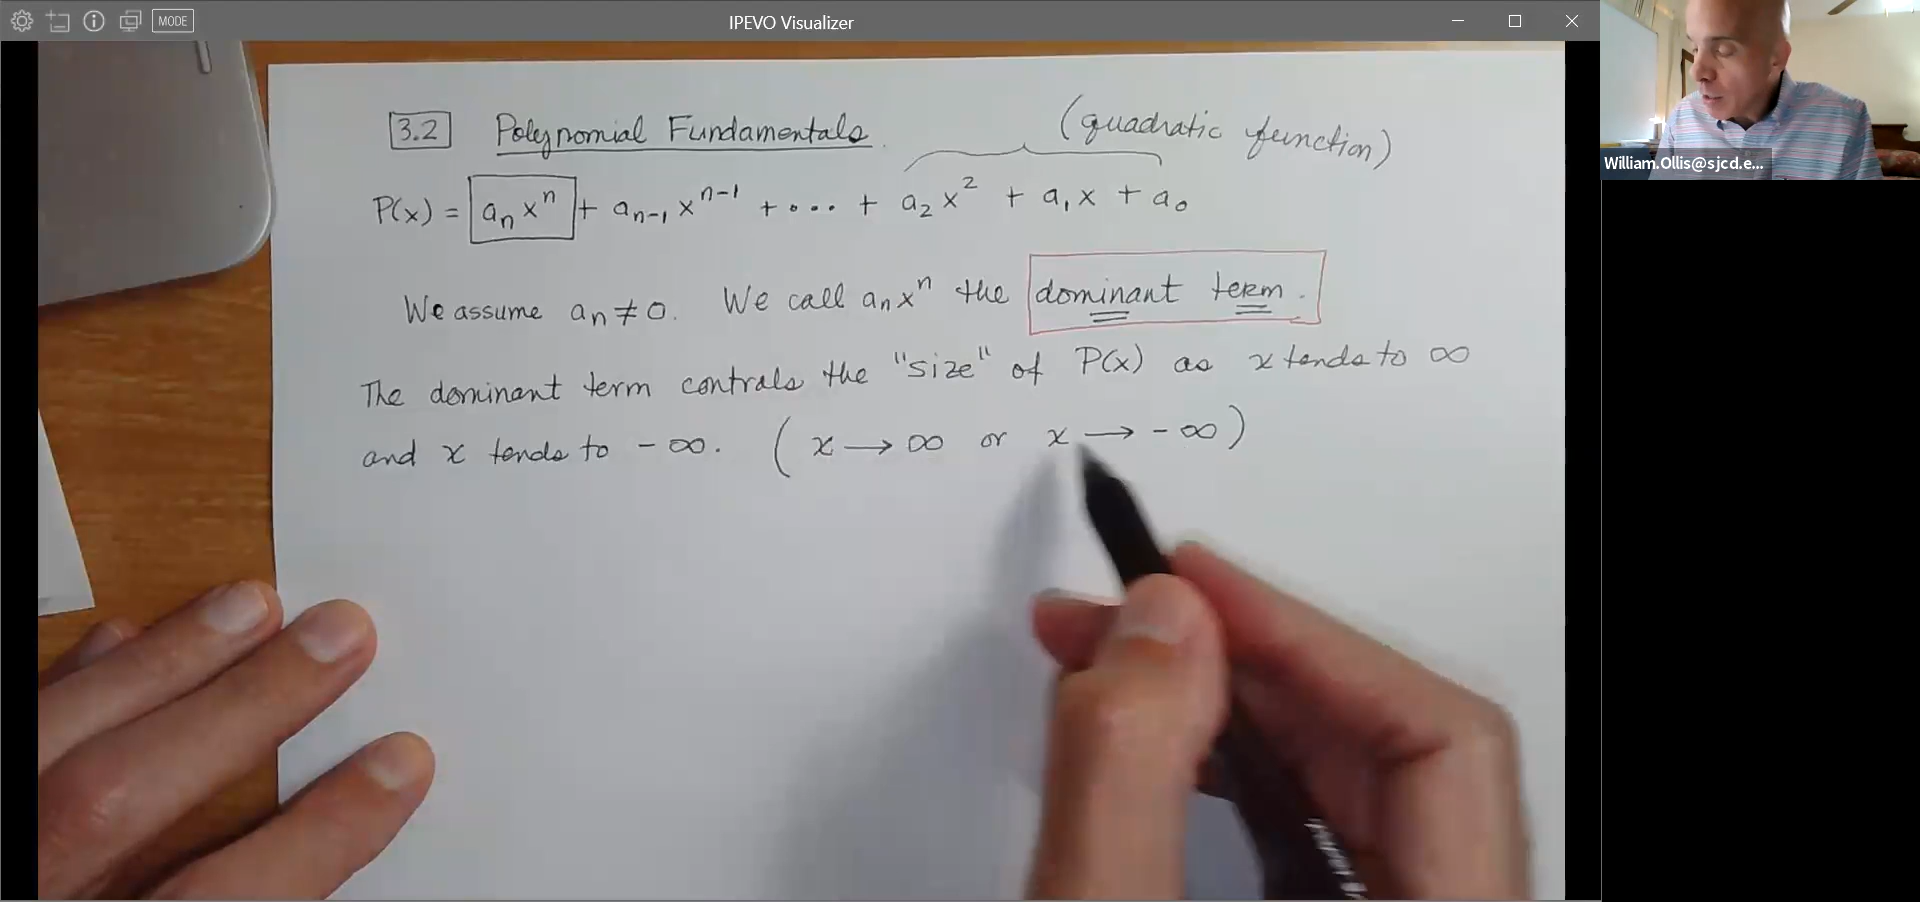 MODE
IPEVO Visualizer
William.Ollis@sjcd.e...
3.2 Polynomial Fundamentals.
(quadratic function)
P(x) = aₙxⁿ + aₙ₋₁xⁿ⁻¹ + .... + a₂x² + a₁x + a₀
We assume aₙ ≠ 0. We call aₙxⁿ the dominant term.
The dominant term controls the "size" of P(x) as x tends to ∞
and x tends to - ∞. (x → ∞ or x → - ∞)